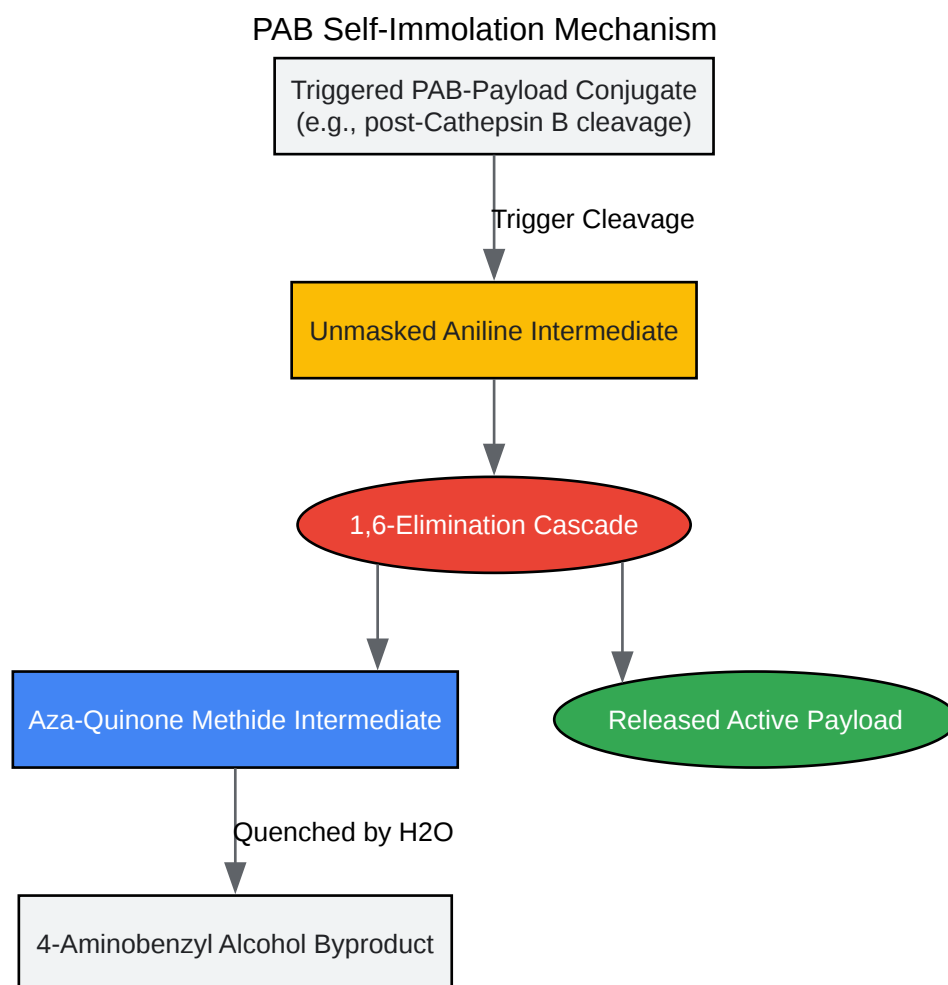 PAB Self-Immolation Mechanism
Triggered PAB-Payload Conjugate
(e.g., post-Cathepsin B cleavage)
Trigger Cleavage
Unmasked Aniline Intermediate
1,6-Elimination Cascade
Aza-Quinone Methide Intermediate
Released Active Payload
Quenched by H2O
4-Aminobenzyl Alcohol Byproduct